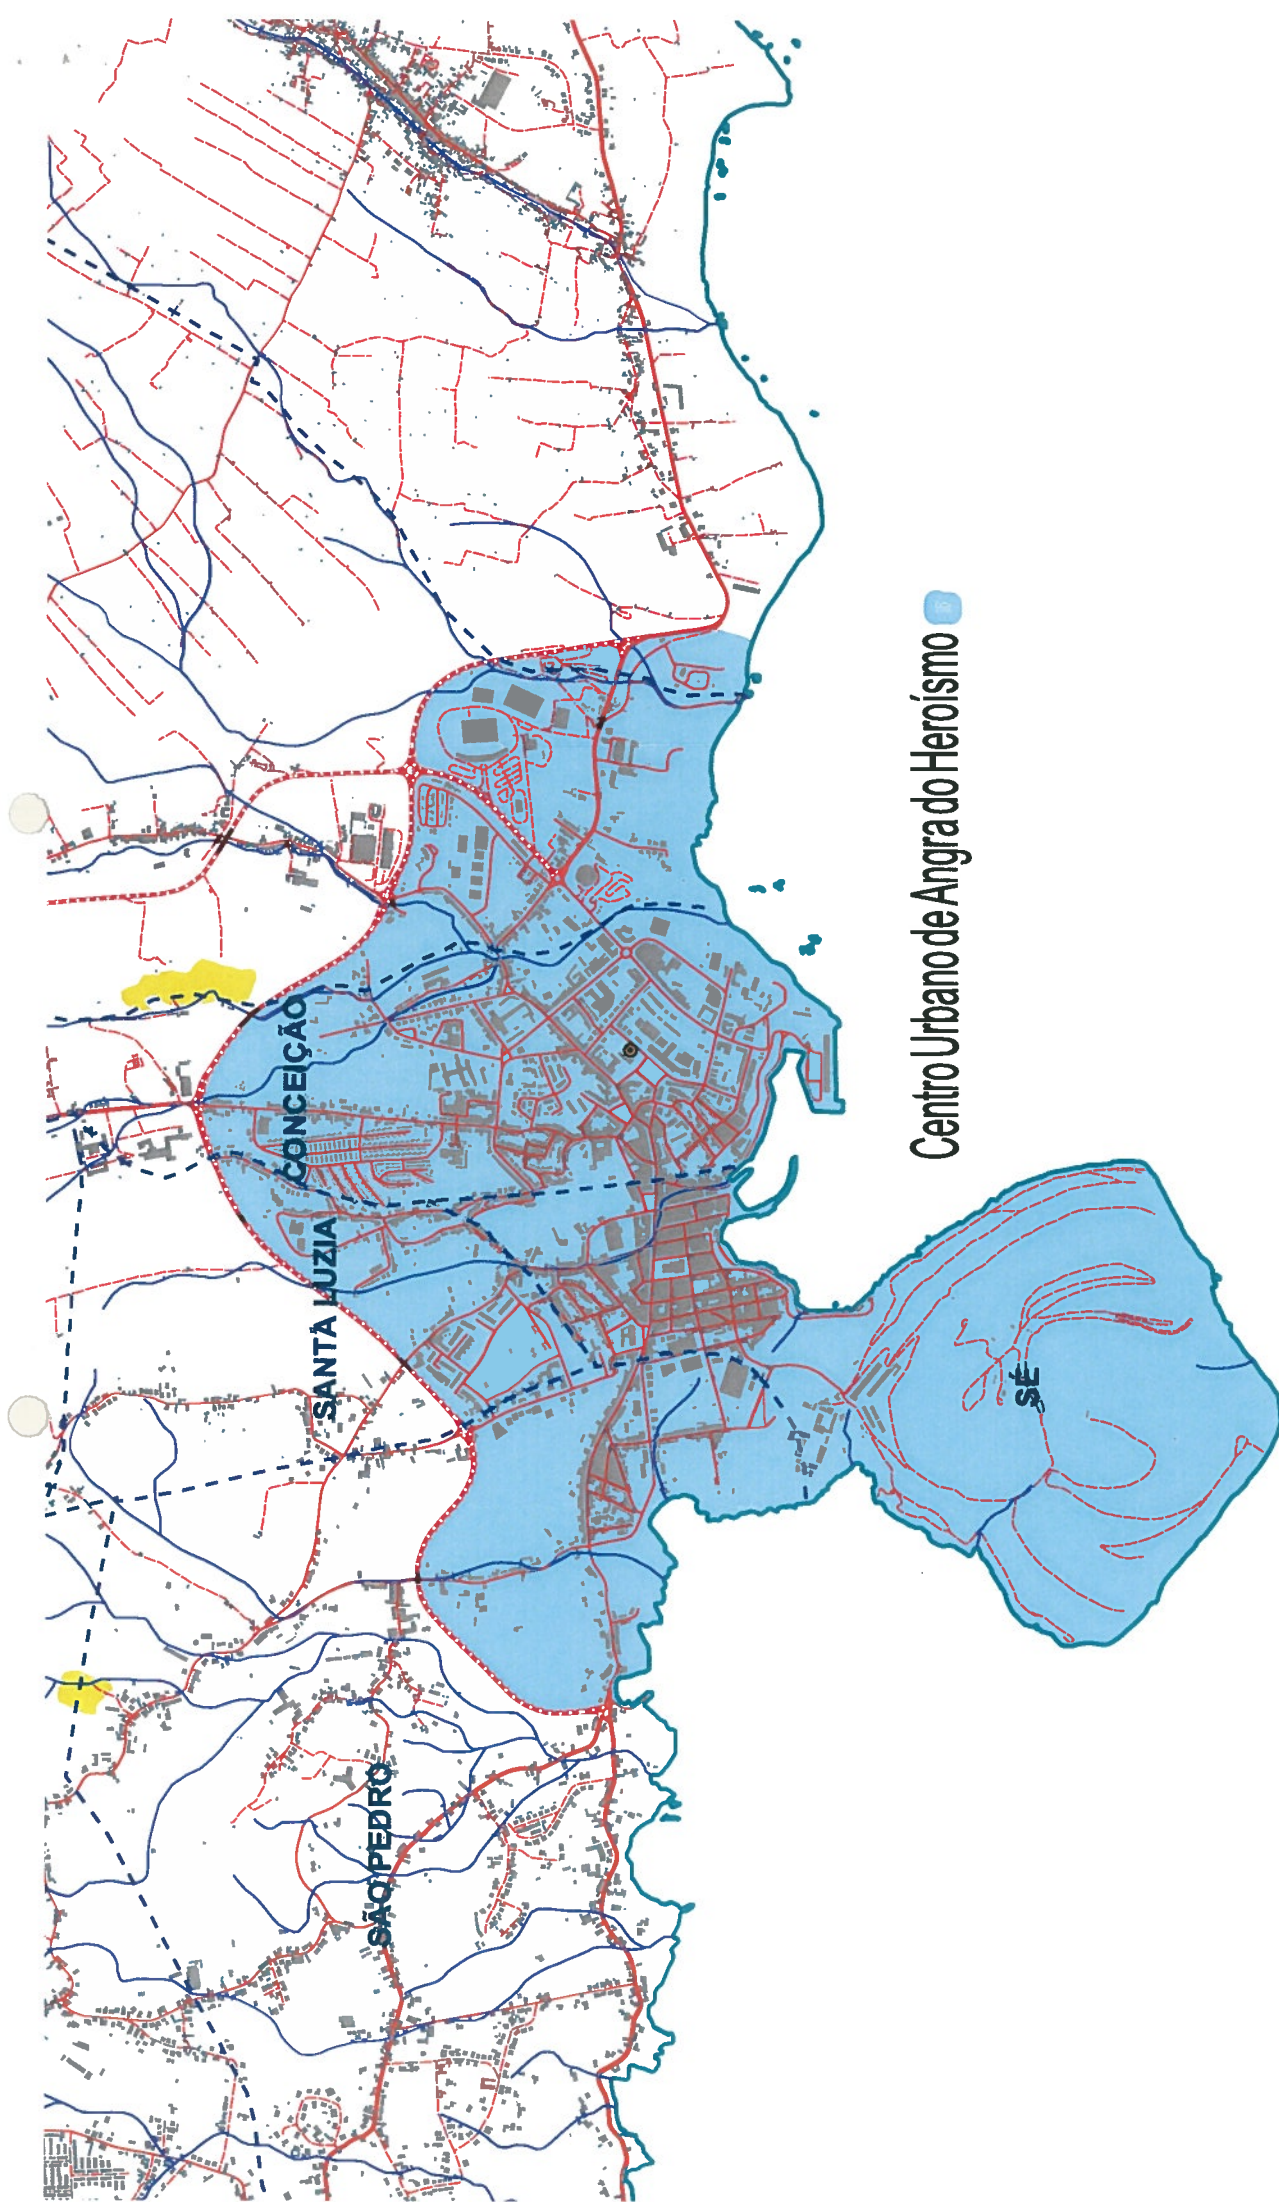 SÃO PEDRO
SANTA LUZIA
CONCEIÇÃO
SÉ
Centro Urbano de Angra do Heroísmo